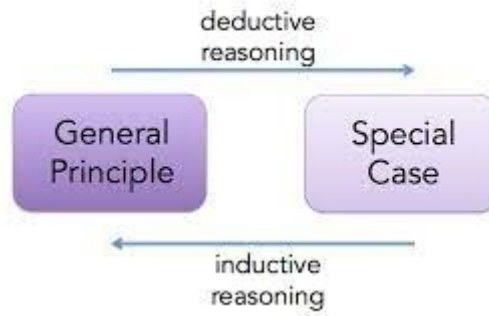 deductive
reasoning
General
Principle
Special
Case
inductive
reasoning